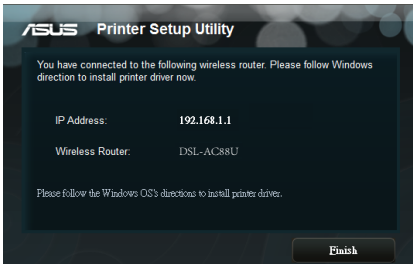 ASUS Printer Setup Utility
You have connected to the following wireless router. Please follow Windows
direction to install printer driver now.
IP Address: 192.168.1.1
Wireless Router: DSL-AC88U
Please follow the Windows OS's directions to install printer driver.
Finish